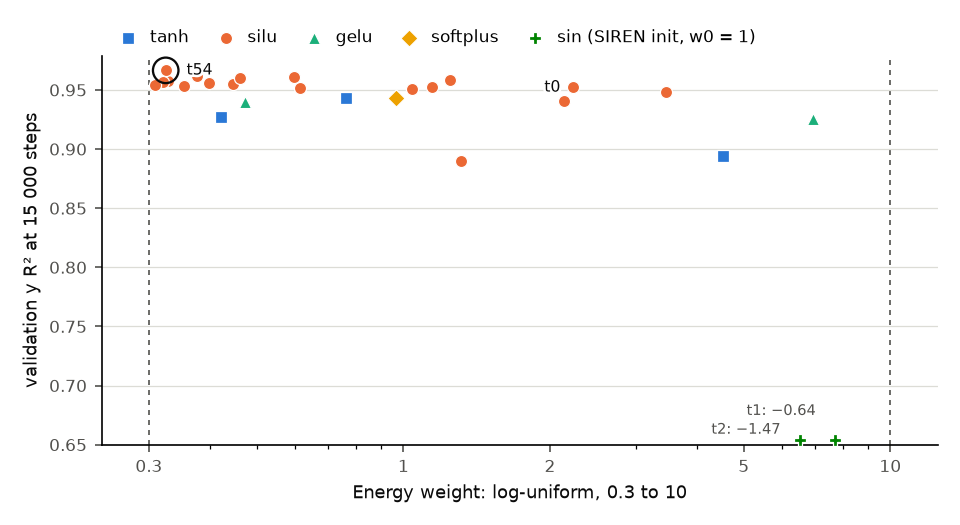 tanh silu gelu softplus sin (SIREN init, w0 = 1)
validation y R² at 15 000 steps
0.95
0.90
0.85
0.80
0.75
0.70
0.65
t54
t0
t1: −0.64
t2: −1.47
0.3 1 2 5 10
Energy weight: log-uniform, 0.3 to 10